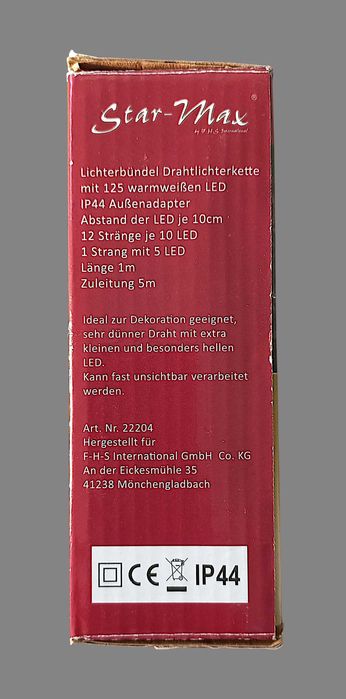 Star-Max ®
by F-H-S International
Lichterbündel Drahtlichterkette
mit 125 warmweißen LED
IP44 Außenadapter
Abstand der LED je 10cm
12 Stränge je 10 LED
1 Strang mit 5 LED
Länge 1m
Zuleitung 5m
Ideal zur Dekoration geeignet,
sehr dünner Draht mit extra
kleinen und besonders hellen
LED.
Kann fast unsichtbar verarbeitet
werden.
Art. Nr. 22204
Hergestellt für
F-H-S International GmbH Co. KG
An der Eickesmühle 35
41238 Mönchengladbach
CE IP44